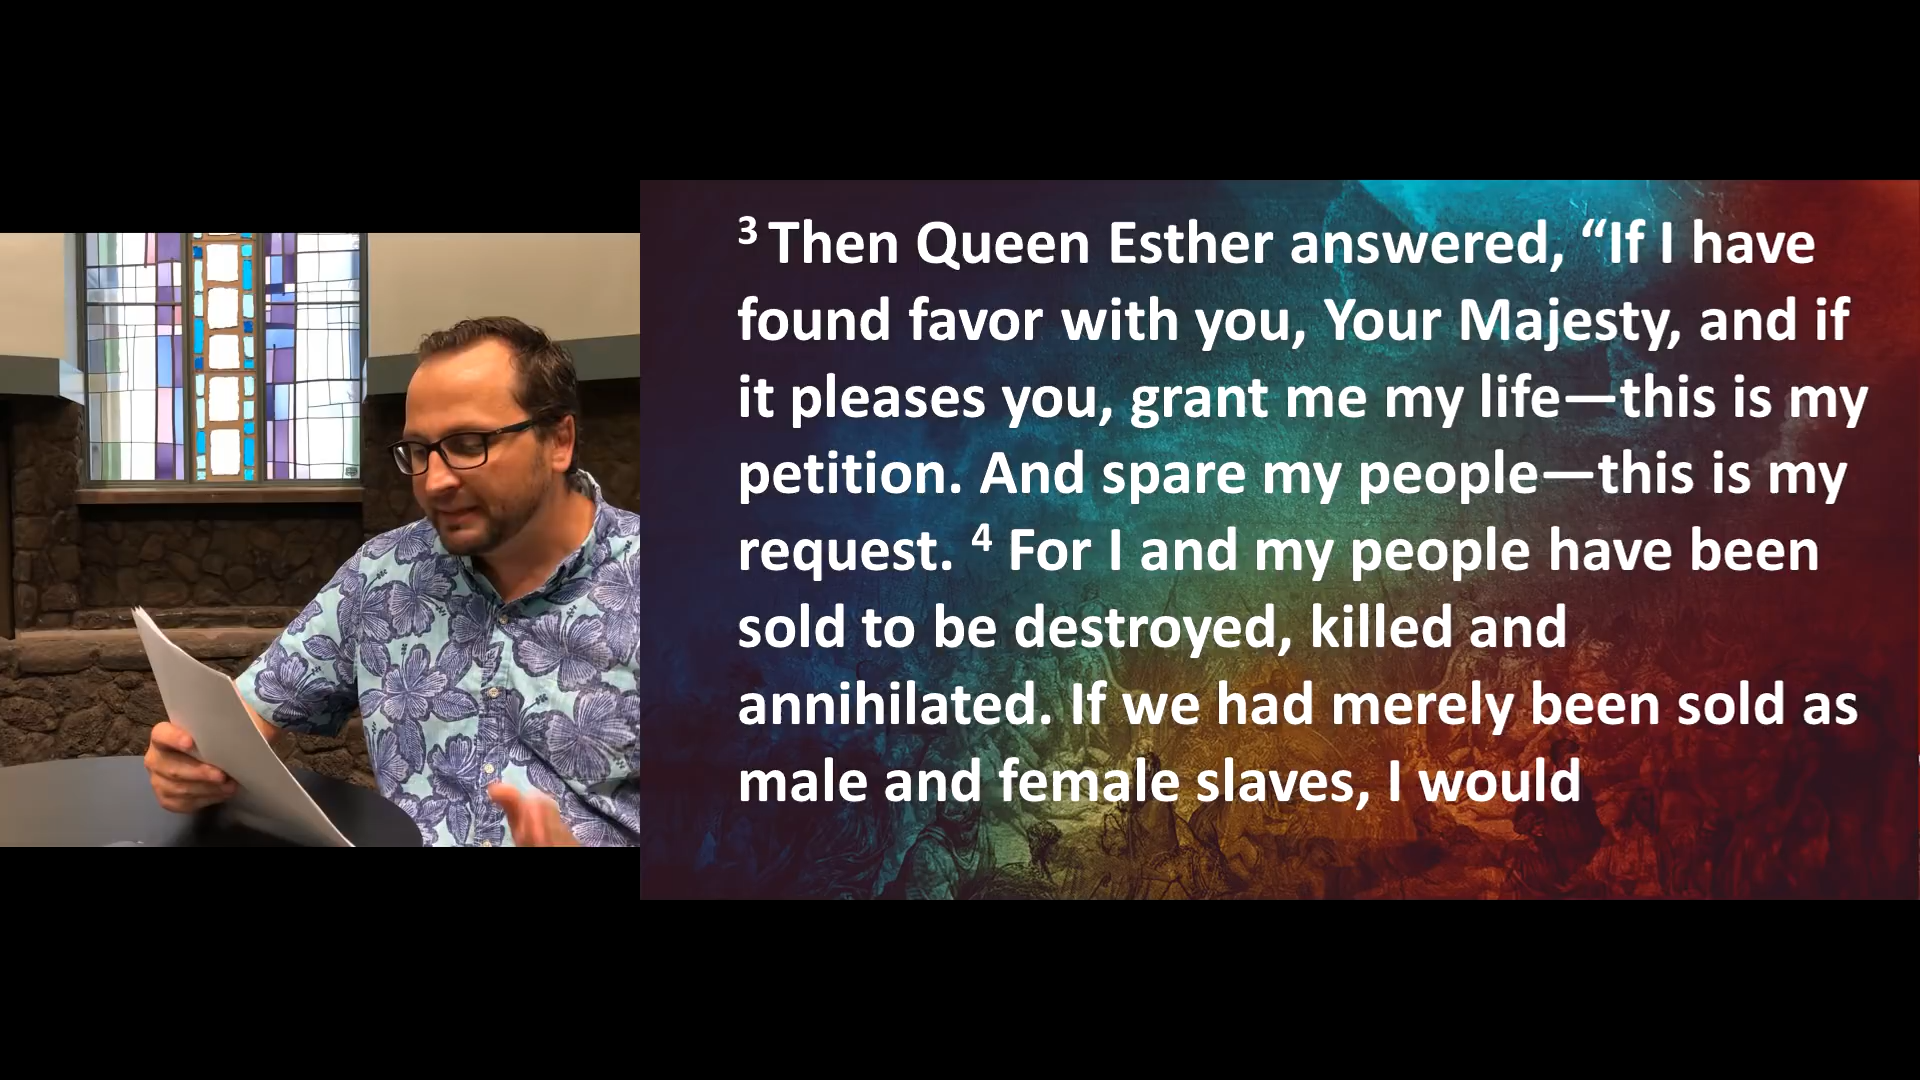 3 Then Queen Esther answered, “If I have
found favor with you, Your Majesty, and if
it pleases you, grant me my life—this is my
petition. And spare my people—this is my
request. 4 For I and my people have been
sold to be destroyed, killed and
annihilated. If we had merely been sold as
male and female slaves, I would